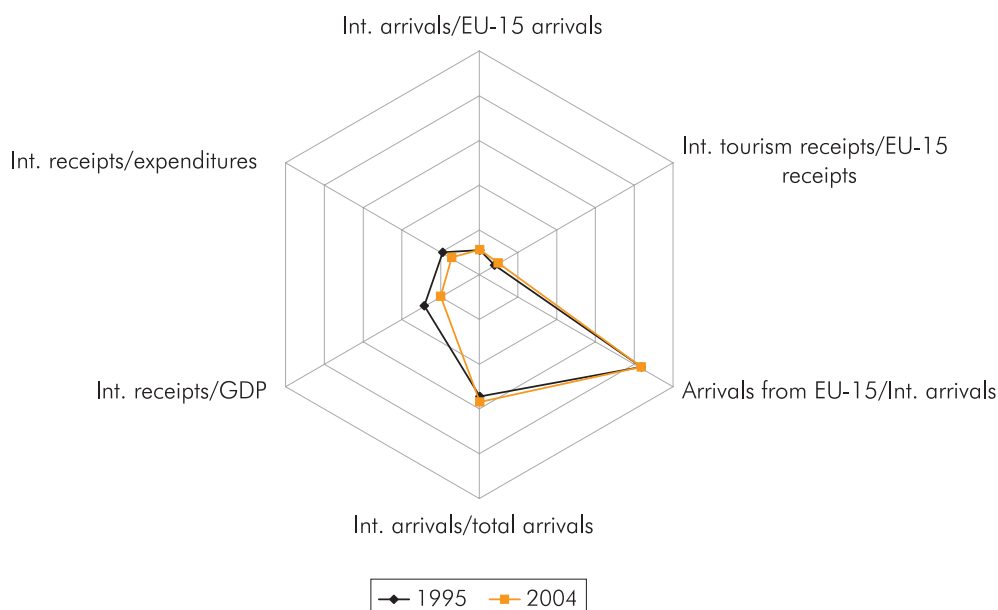 Int. arrivals/EU-15 arrivals
Int. tourism receipts/EU-15
receipts
Int. receipts/expenditures
Int. receipts/GDP
Arrivals from EU-15/Int. arrivals
Int. arrivals/total arrivals
1995 2004